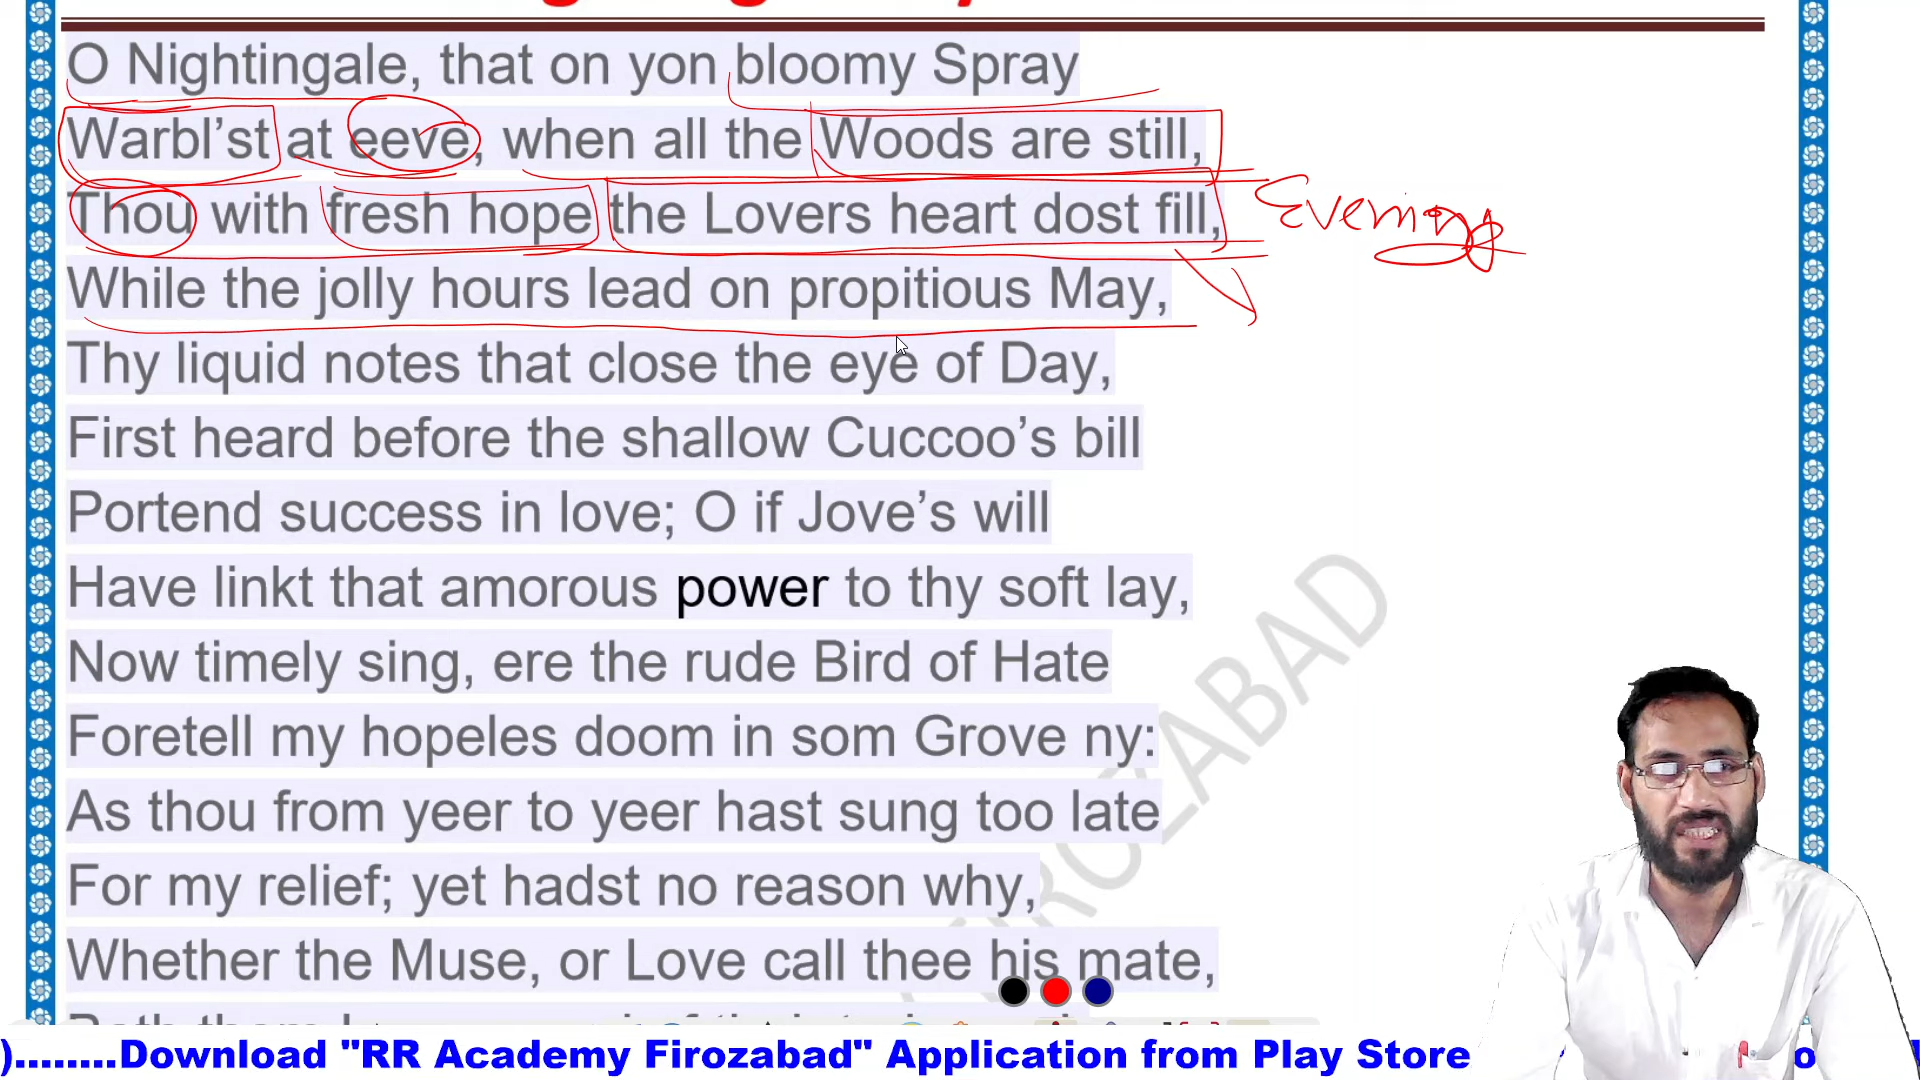 O Nightingale, that on yon bloomy Spray
Warbl’st at eeve, when all the Woods are still,
Thou with fresh hope the Lovers heart dost fill,
Evening
While the jolly hours lead on propitious May,
Thy liquid notes that close the eye of Day,
First heard before the shallow Cuccoo’s bill
Portend success in love; O if Jove’s will
Have linkt that amorous power to thy soft lay,
Now timely sing, ere the rude Bird of Hate
Foretell my hopeles doom in som Grove ny:
As thou from yeer to yeer hast sung too late
For my relief; yet hadst no reason why,
Whether the Muse, or Love call thee his mate,
FIROZABAD
)........Download "RR Academy Firozabad" Application from Play Store